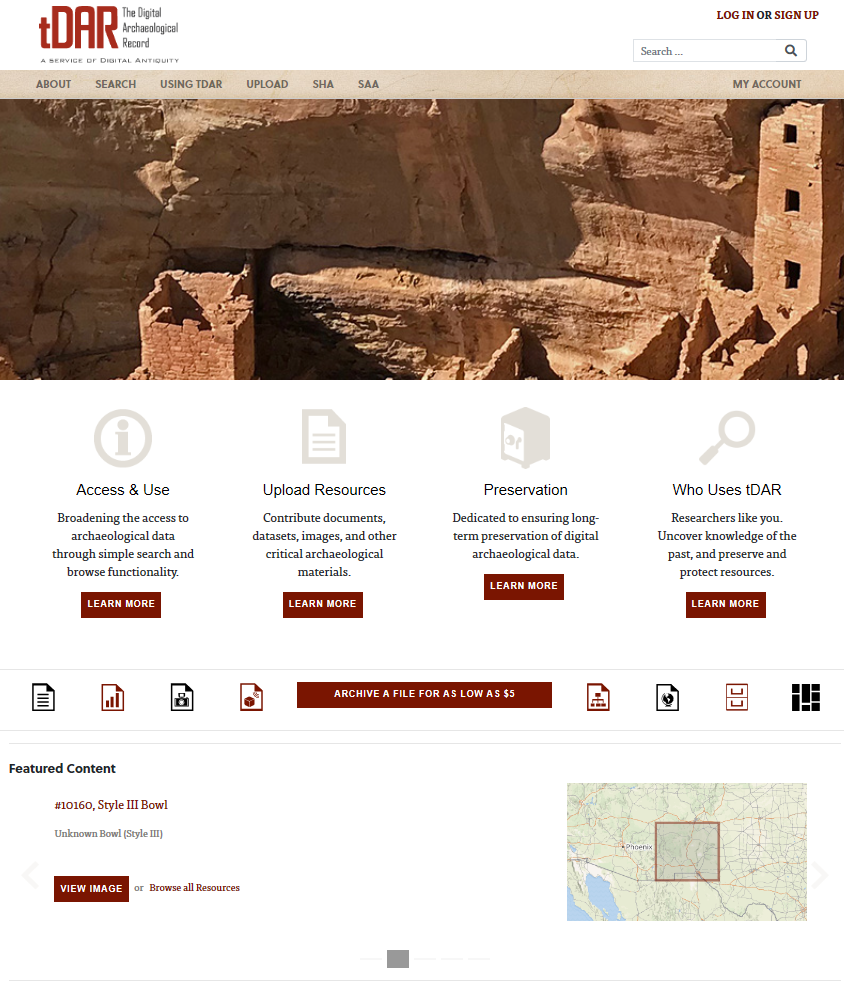 tDAR The Digital
Archaeological
Record
A SERVICE OF DIGITAL ANTIQUITY
LOG IN OR SIGN UP
Search ...
ABOUT SEARCH USING TDAR UPLOAD SHA SAA MY ACCOUNT
Access & Use
Broadening the access to
archaeological data
through simple search and
browse functionality.
LEARN MORE
Upload Resources
Contribute documents,
datasets, images, and other
critical archaeological
materials.
LEARN MORE
Preservation
Dedicated to ensuring long-
term preservation of digital
archaeological data.
LEARN MORE
Who Uses tDAR
Researchers like you.
Uncover knowledge of the
past, and preserve and
protect resources.
LEARN MORE
ARCHIVE A FILE FOR AS LOW AS $5
Featured Content
#10160, Style III Bowl
Unknown Bowl (Style III)
Phoenix
VIEW IMAGE or Browse all Resources